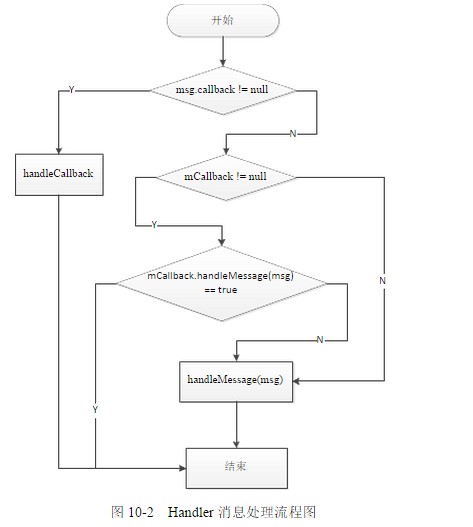 开始
msg.callback != null
Y
N
handleCallback
mCallback != null
Y
mCallback.handleMessage(msg)
== true
N
N
handleMessage(msg)
Y
结束
图 10-2 Handler 消息处理流程图